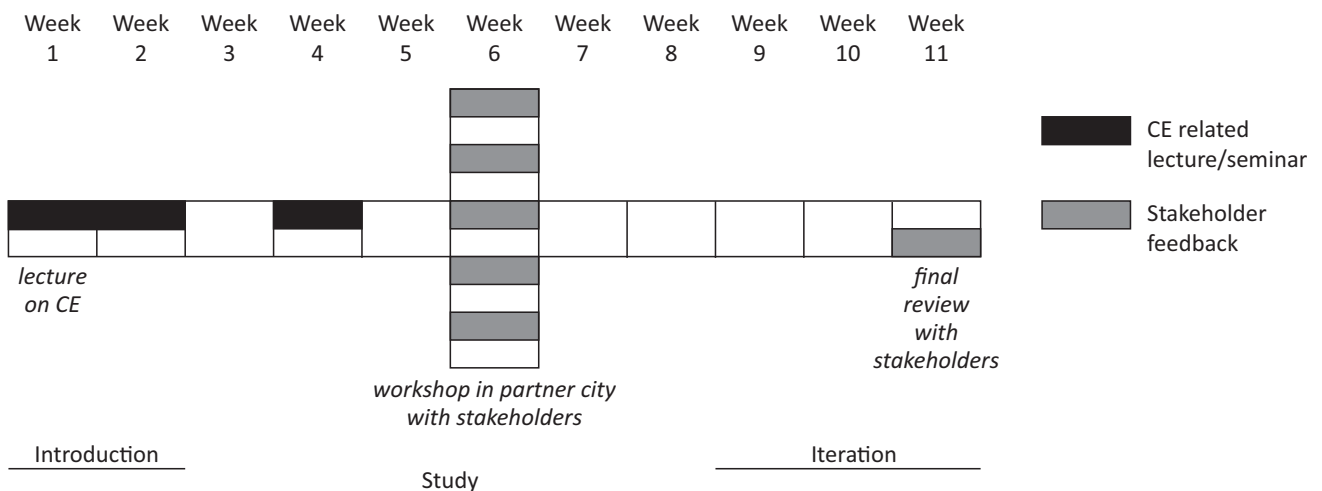 Week Week Week Week Week Week Week Week Week Week Week
1 2 3 4 5 6 7 8 9 10 11
CE related
lecture/seminar
Stakeholder
feedback
lecture
on CE
final
review
with
stakeholders
workshop in partner city
with stakeholders
Introduction
Iteration
Study